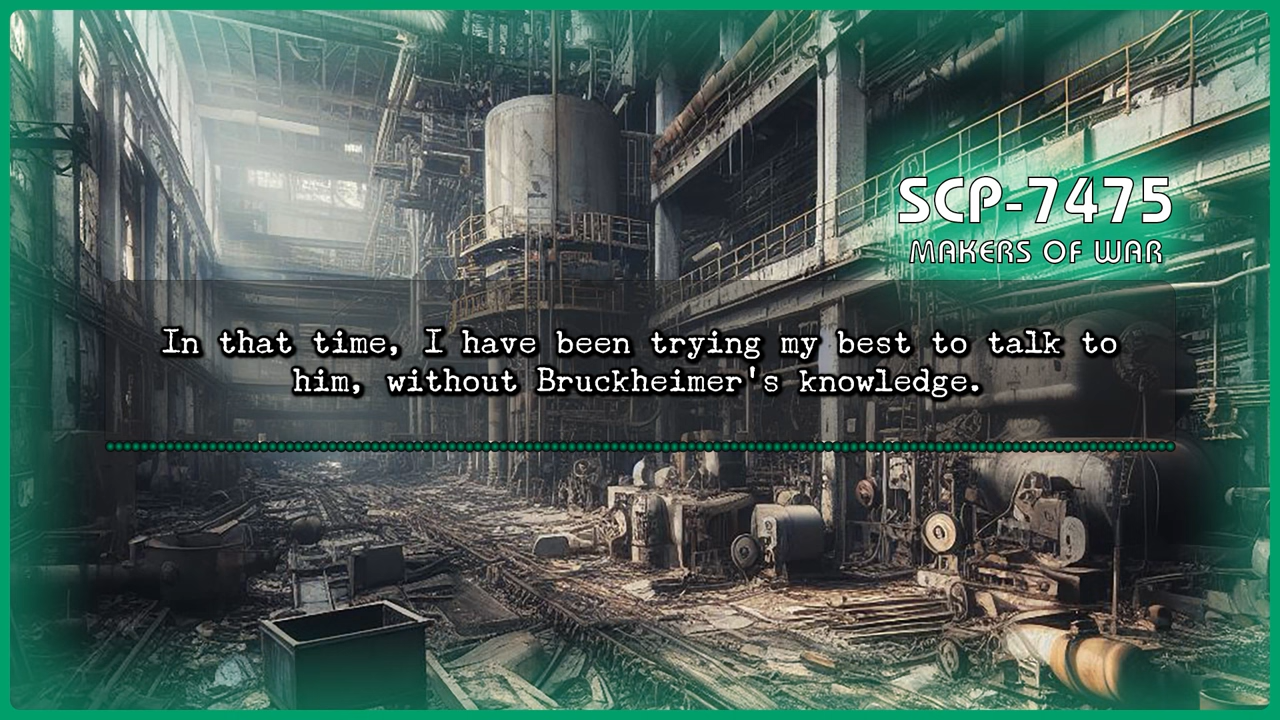 SCP-7475
MAKERS OF WAR
In that time, I have been trying my best to talk to
him, without Bruckheimer's knowledge.